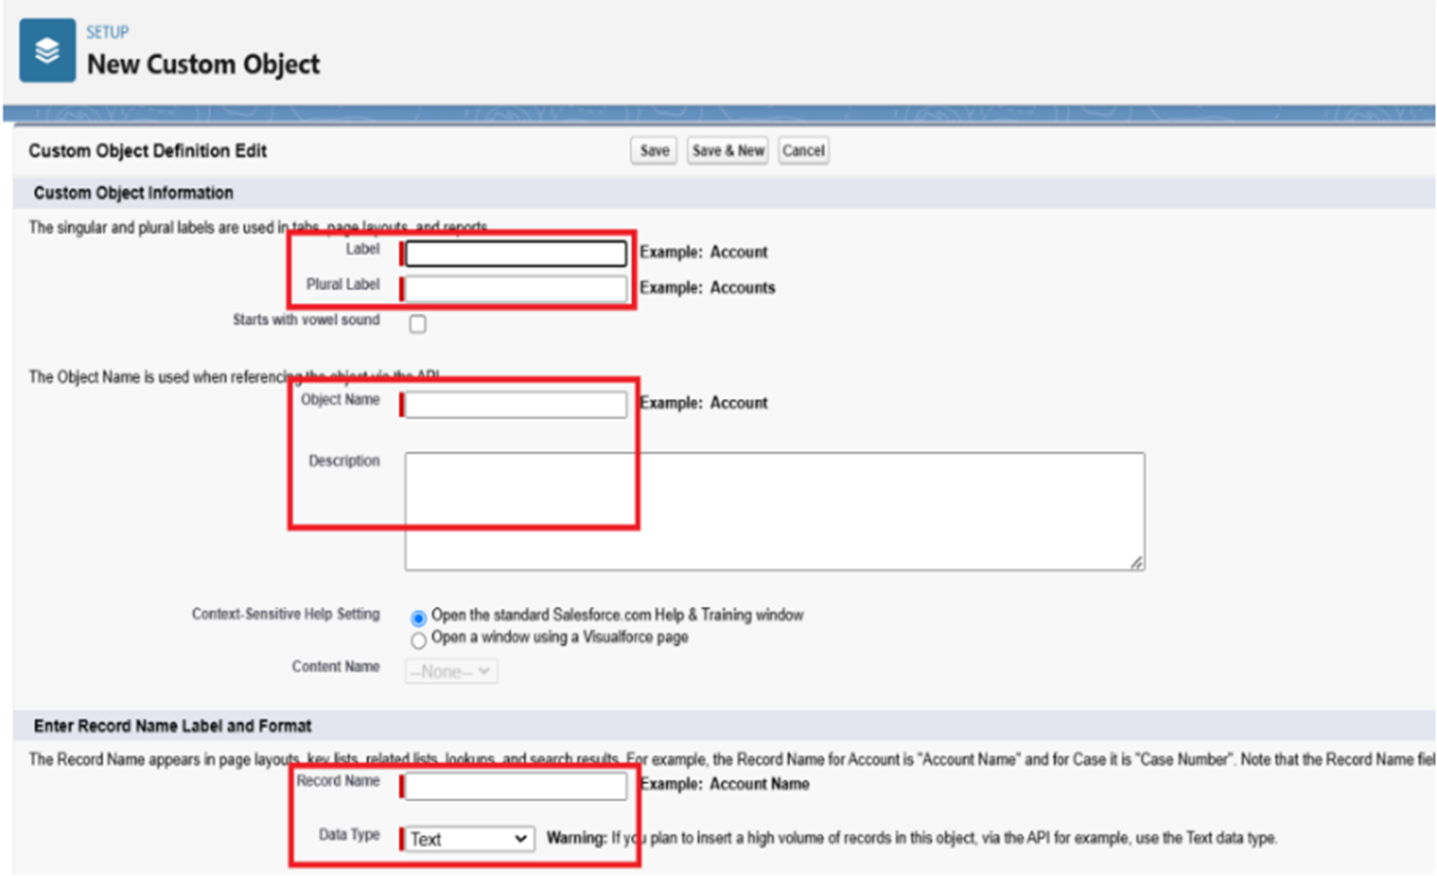 SETUP
New Custom Object
Custom Object Definition Edit Save Save & New Cancel
Custom Object Information
The singular and plural labels are used in tabs, page layouts, and reports.
Label Example: Account
Plural Label Example: Accounts
Starts with vowel sound
The Object Name is used when referencing the object via the API.
Object Name Example: Account
Description
Context-Sensitive Help Setting Open the standard Salesforce.com Help & Training window
Open a window using a Visualforce page
Content Name --None--
Enter Record Name Label and Format
The Record Name appears in page layouts, key lists, related lists, lookups, and search results. For example, the Record Name for Account is "Account Name" and for Case it is "Case Number". Note that the Record Name fiel
Record Name Example: Account Name
Data Type Text Warning: If you plan to insert a high volume of records in this object, via the API for example, use the Text data type.